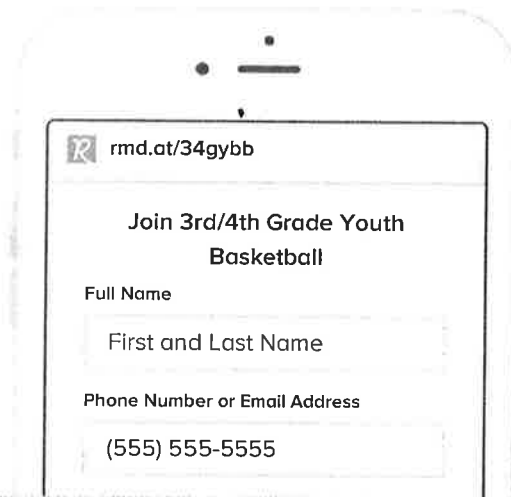 R rmd.at/34gybb
Join 3rd/4th Grade Youth
Basketball
Full Name
First and Last Name
Phone Number or Email Address
(555) 555-5555